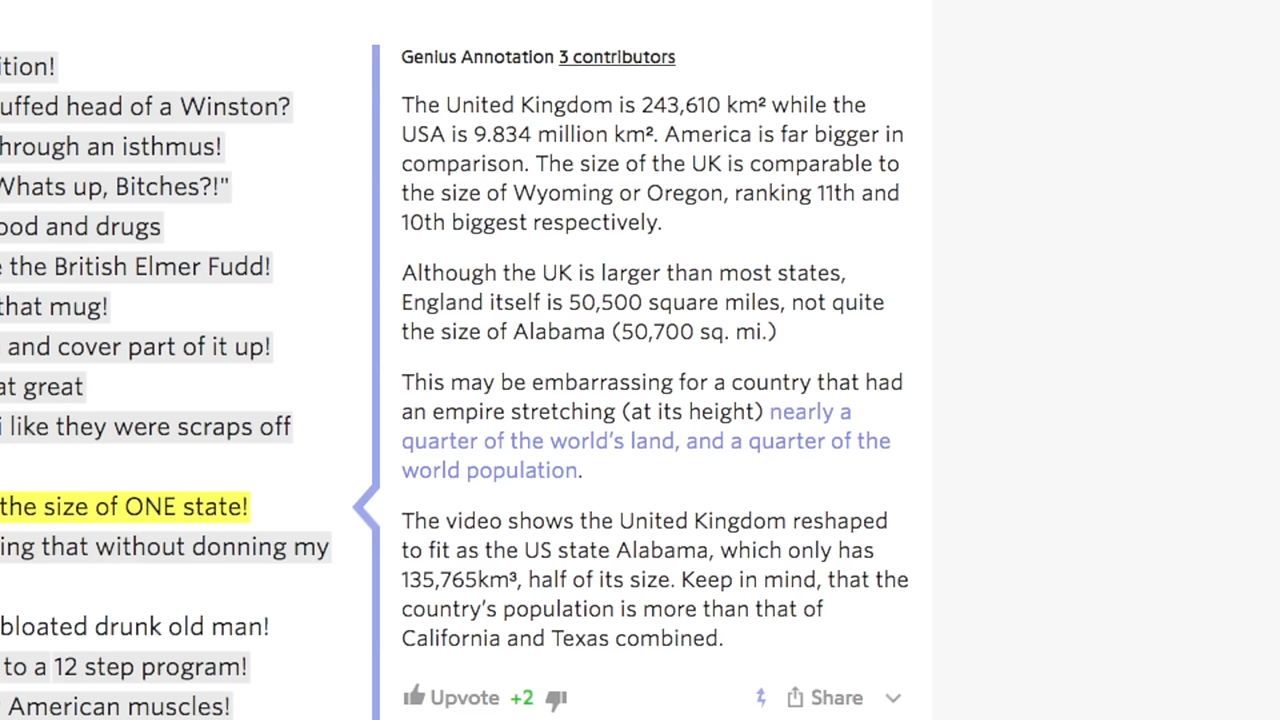 ition!
uffed head of a Winston?
hrough an isthmus!
Whats up, Bitches?!"
ood and drugs
e the British Elmer Fudd!
that mug!
and cover part of it up!
at great
i like they were scraps off
the size of ONE state!
ing that without donning my
bloated drunk old man!
to a 12 step program!
American muscles!
Genius Annotation 3 contributors
The United Kingdom is 243,610 km² while the
USA is 9.834 million km². America is far bigger in
comparison. The size of the UK is comparable to
the size of Wyoming or Oregon, ranking 11th and
10th biggest respectively.
Although the UK is larger than most states,
England itself is 50,500 square miles, not quite
the size of Alabama (50,700 sq. mi.)
This may be embarrassing for a country that had
an empire stretching (at its height) nearly a
quarter of the world's land, and a quarter of the
world population.
The video shows the United Kingdom reshaped
to fit as the US state Alabama, which only has
135,765km³, half of its size. Keep in mind, that the
country's population is more than that of
California and Texas combined.
Upvote +2 Share